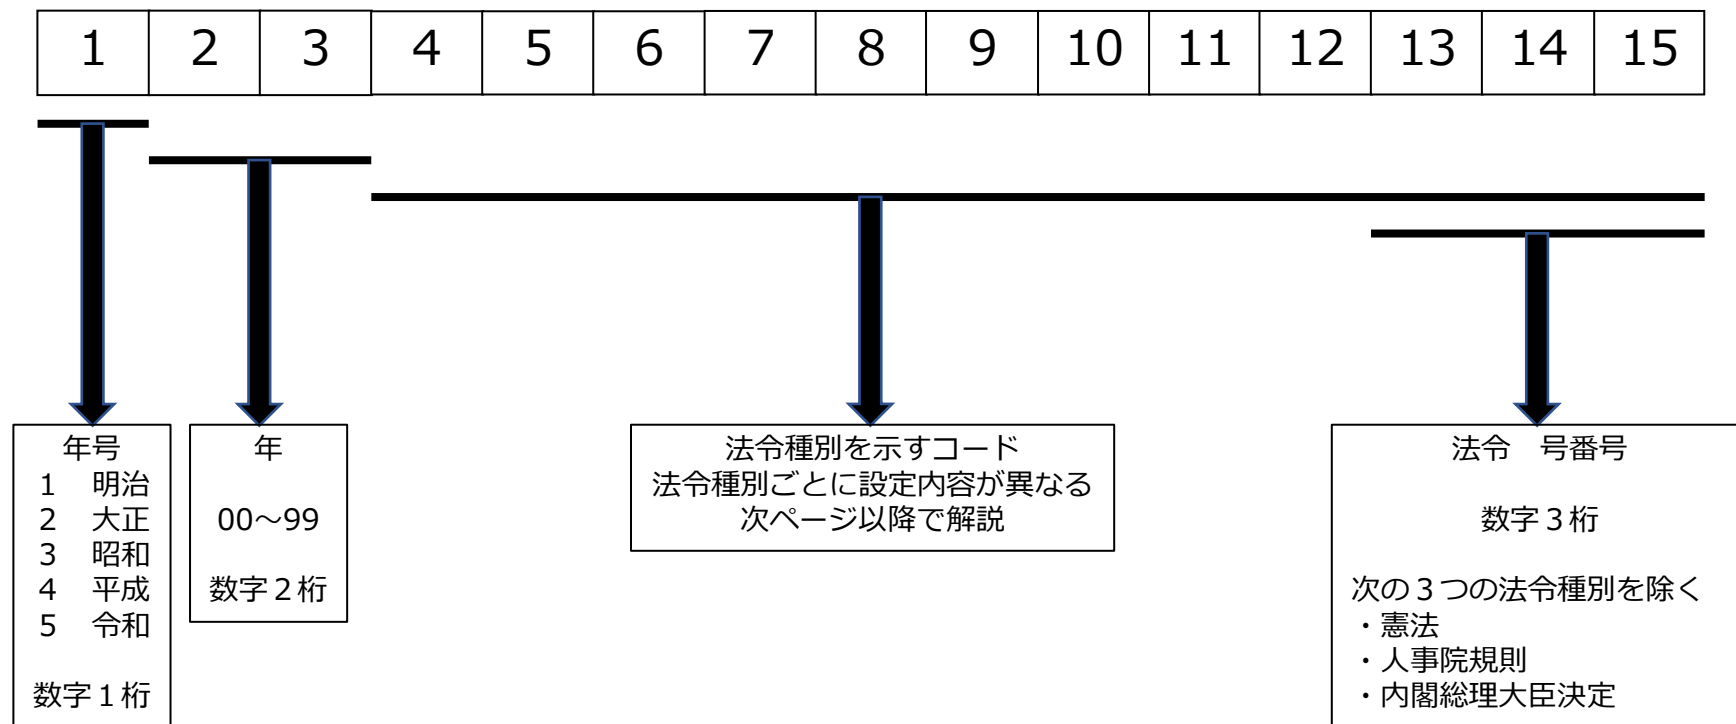 1 2 3 4 5 6 7 8 9 10 11 12 13 14 15
年号
1 明治
2 大正
3 昭和
4 平成
5 令和
数字1桁
年
00~99
数字2桁
法令種別を示すコード
法令種別ごとに設定内容が異なる
次ページ以降で解説
法令 号番号
数字3桁
次の3つの法令種別を除く
・憲法
・人事院規則
・内閣総理大臣決定